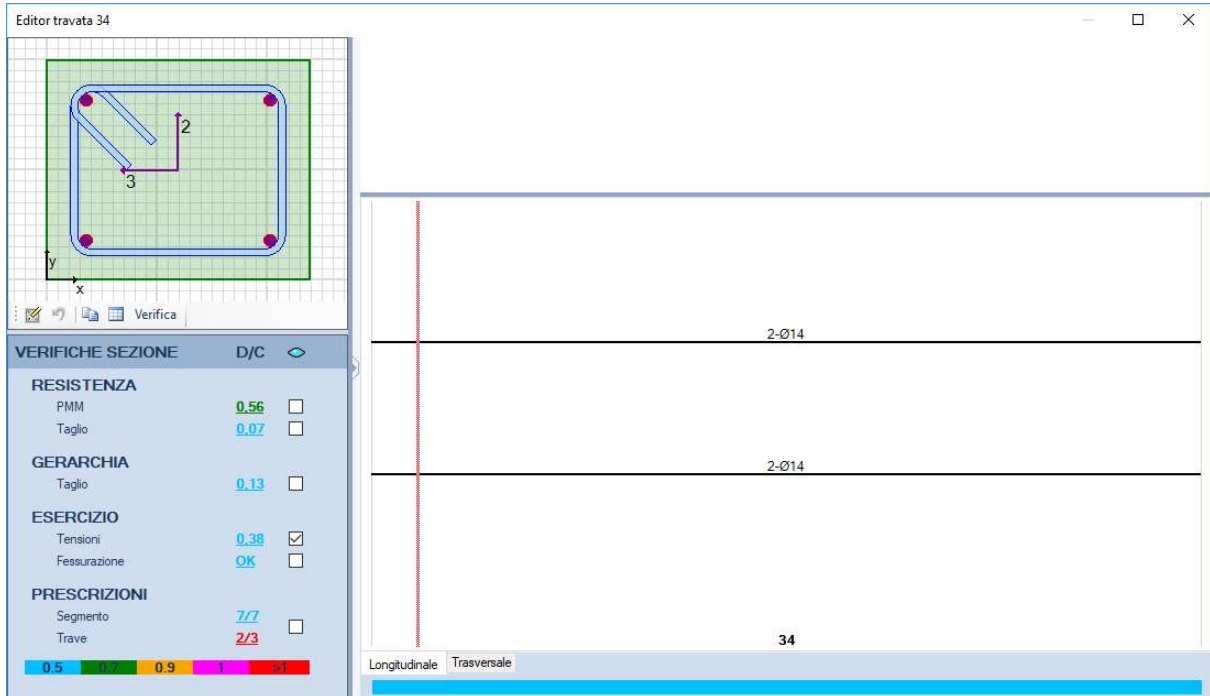 Editor travata 34
2
3
y
x
Verifica
VERIFICHE SEZIONE D/C
RESISTENZA
PMM 0,56
Taglio 0,07
GERARCHIA
Taglio 0,13
ESERCIZIO
Tensioni 0,38
Fessurazione OK
PRESCRIZIONI
Segmento 7/7
Trave 2/3
0.5 0.7 0.9 1 >1
2-Ø14
2-Ø14
34
Longitudinale Trasversale